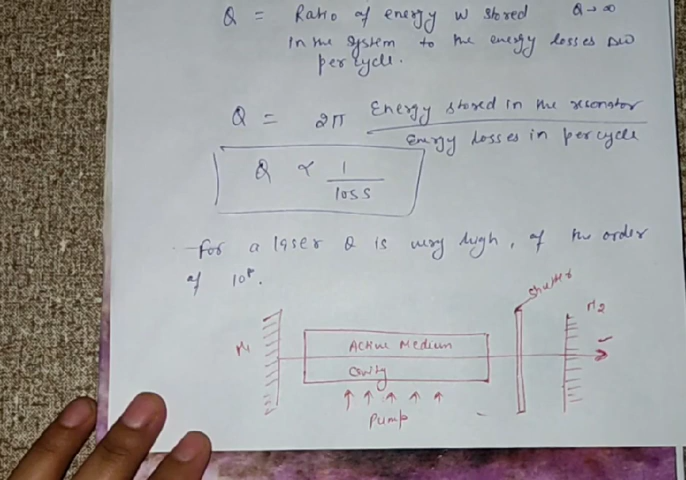 Q = Ratio of energy W stored Q→∞
in the system to the energy losses ΔW
per cycle.
Q = 2π Energy stored in the resonator
Energy losses in per cycle
Q ∝ 1
loss
For a laser Q is very high, of the order
of 10⁸.
Shutter
M1
M2
Active Medium
Cavity
Pump